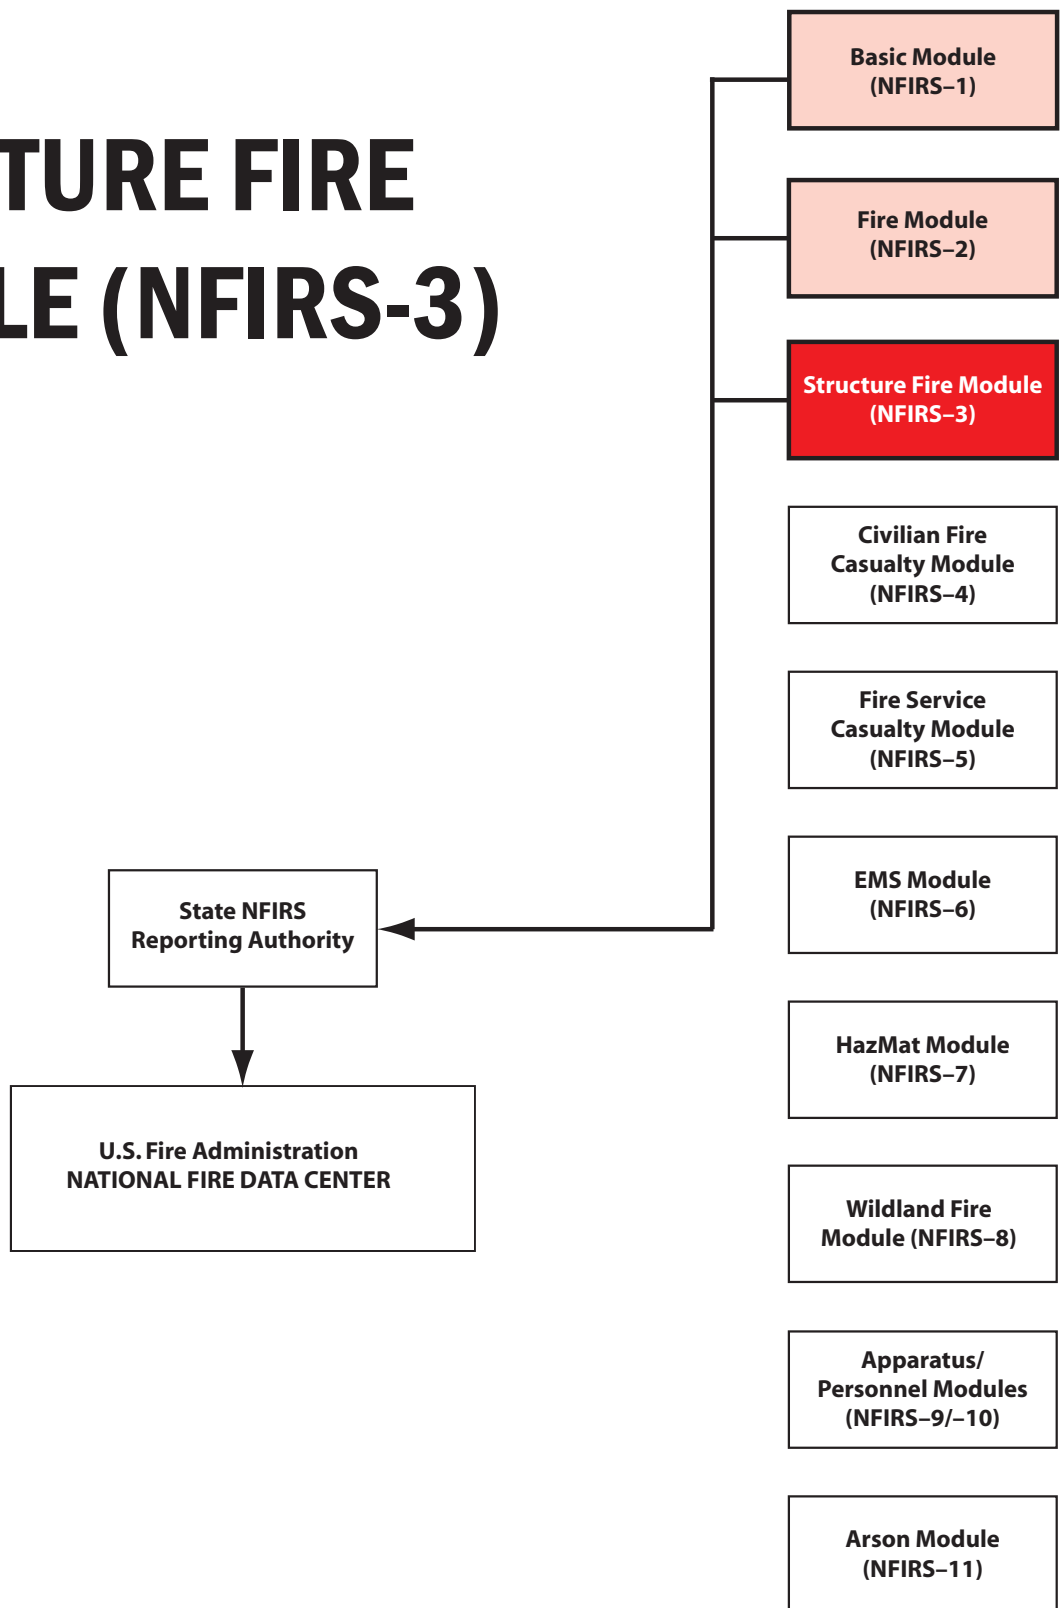 TURE FIRE
LE (NFIRS-3)
Basic Module
(NFIRS–1)
Fire Module
(NFIRS–2)
Structure Fire Module
(NFIRS–3)
Civilian Fire
Casualty Module
(NFIRS–4)
Fire Service
Casualty Module
(NFIRS–5)
EMS Module
(NFIRS–6)
State NFIRS
Reporting Authority
HazMat Module
(NFIRS–7)
U.S. Fire Administration
NATIONAL FIRE DATA CENTER
Wildland Fire
Module (NFIRS–8)
Apparatus/
Personnel Modules
(NFIRS–9/–10)
Arson Module
(NFIRS–11)